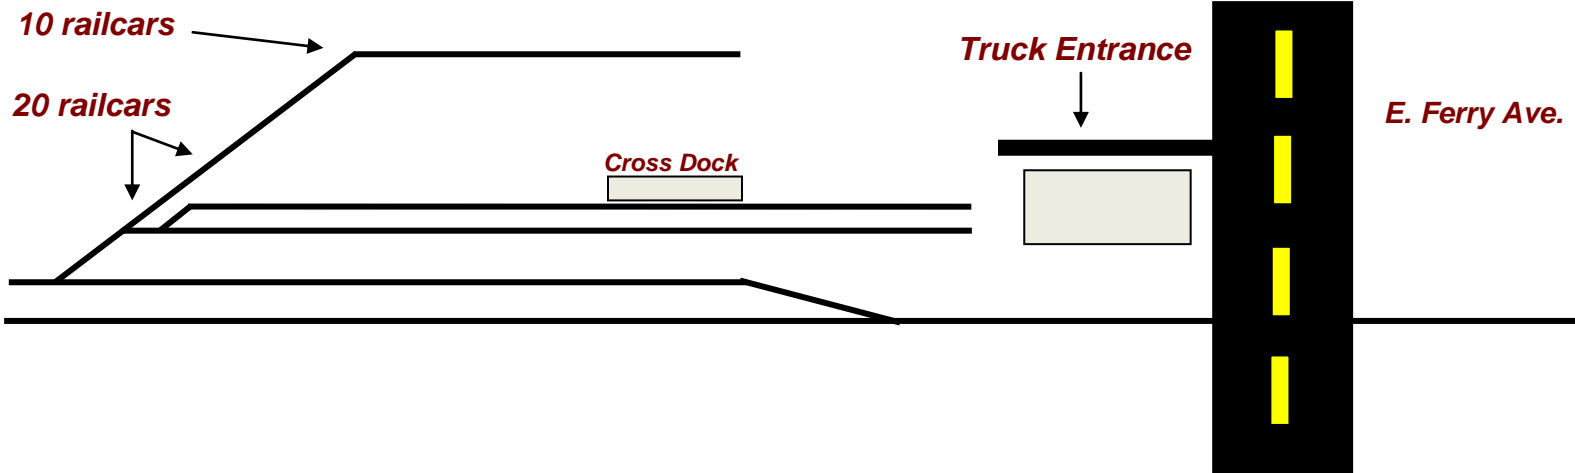 10 railcars
Truck Entrance
20 railcars
E. Ferry Ave.
Cross Dock